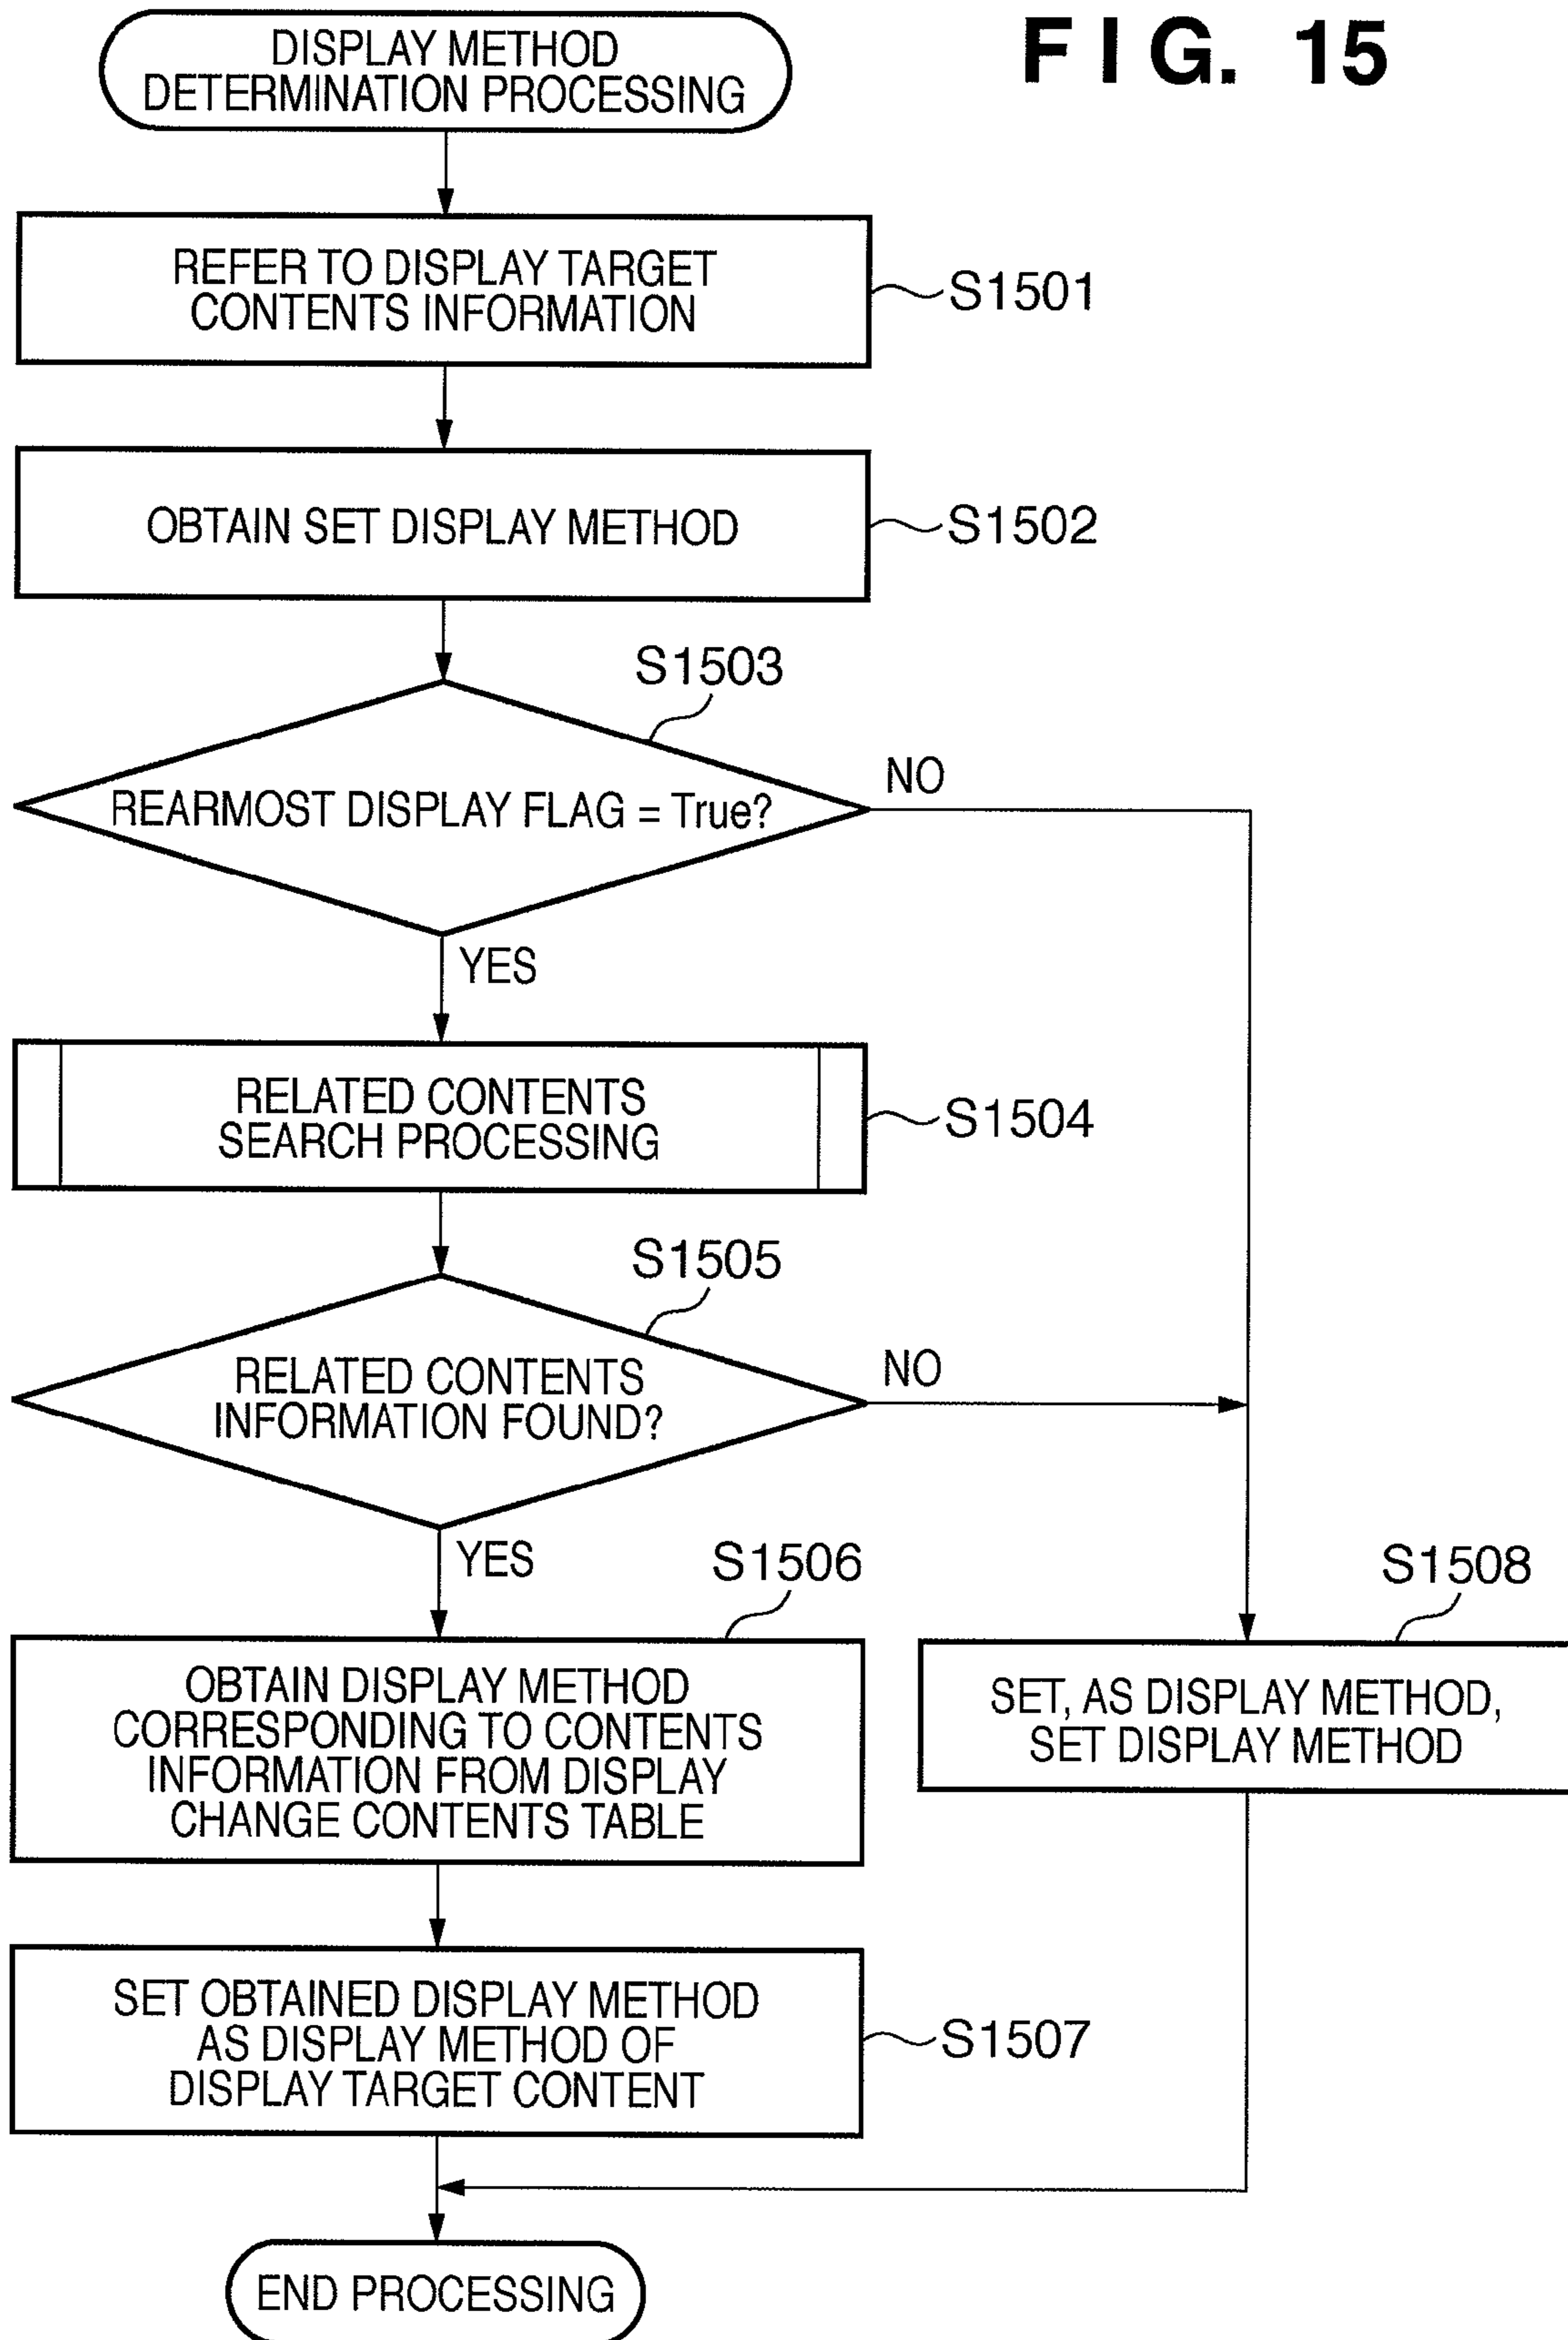 FIG. 15
DISPLAY METHOD
DETERMINATION PROCESSING
REFER TO DISPLAY TARGET
CONTENTS INFORMATION
S1501
OBTAIN SET DISPLAY METHOD
S1502
S1503
REARMOST DISPLAY FLAG = True?
NO
YES
RELATED CONTENTS
SEARCH PROCESSING
S1504
S1505
RELATED CONTENTS
INFORMATION FOUND?
NO
YES
S1506
OBTAIN DISPLAY METHOD
CORRESPONDING TO CONTENTS
INFORMATION FROM DISPLAY
CHANGE CONTENTS TABLE
S1508
SET, AS DISPLAY METHOD,
SET DISPLAY METHOD
SET OBTAINED DISPLAY METHOD
AS DISPLAY METHOD OF
DISPLAY TARGET CONTENT
S1507
END PROCESSING